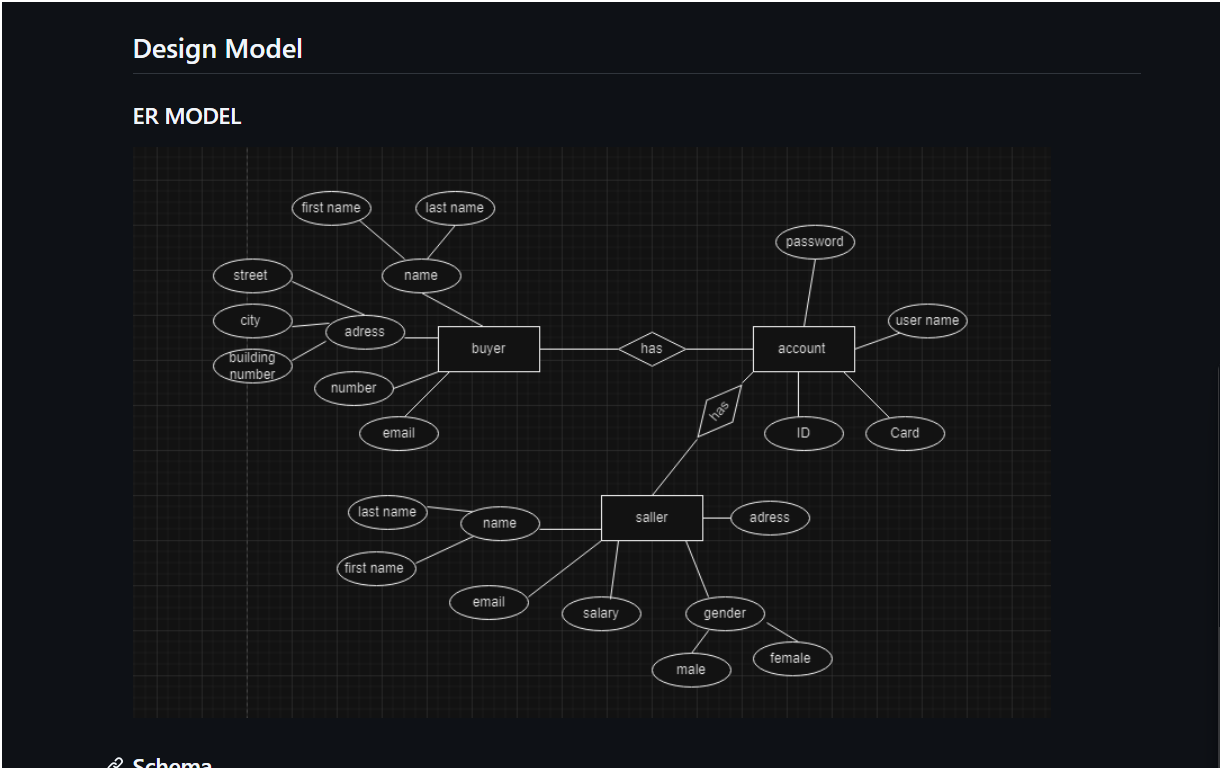 Design Model
ER MODEL
first name
last name
password
street
name
user name
city
adress
buyer
has
account
building
number
number
has
email
ID
Card
last name
name
saller
adress
first name
email
salary
gender
male
female
Schema